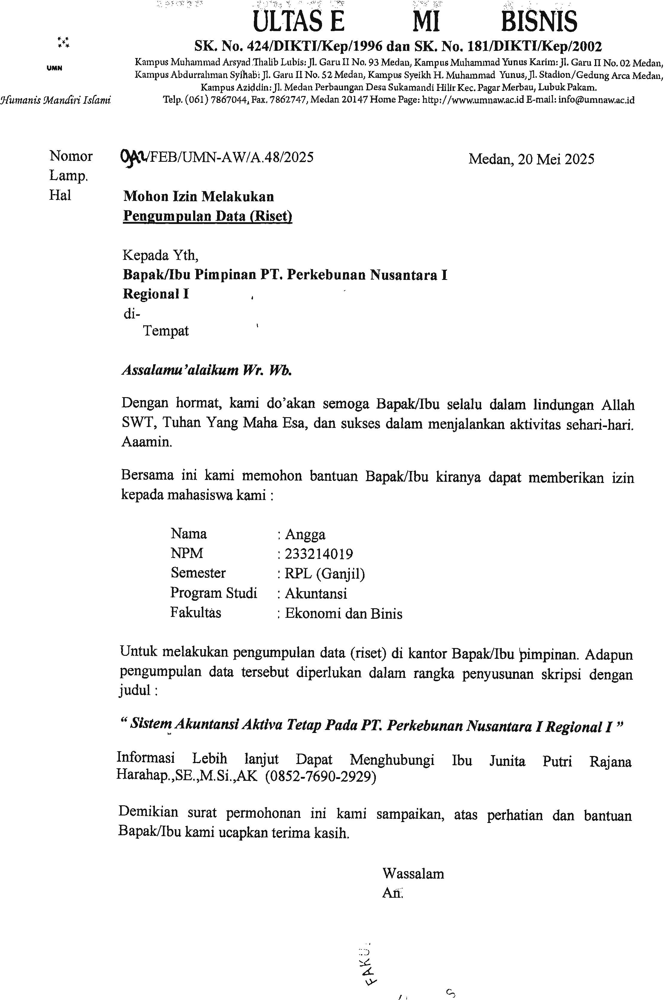 ULTAS E MI BISNIS
SK. No. 424/DIKTI/Kep/1996 dan SK. No. 181/DIKTI/Kep/2002
Kampus Muhammad Arsyad Thalib Lubis: Jl. Garu II No. 93 Medan, Kampus Muhammad Yunus Karim: Jl. Garu II No. 02 Medan,
UMN
Kampus Abdurrahman Syihab: Jl. Garu II No. 52 Medan, Kampus Syeikh H. Muhammad Yunus, Jl. Stadion/Gedung Arca Medan,
Kampus Aziddin: Jl. Medan Perbaungan Desa Sukamandi Hilir Kec. Pagar Merbau, Lubuk Pakam.
Humanis Mandiri Islami
Telp. (061) 7867044, Fax. 7862747, Medan 20147 Home Page: http://www.umnaw.ac.id E-mail: info@umnaw.ac.id
Nomor /FEB/UMN-AW/A.48/2025 Medan, 20 Mei 2025
Lamp.
Hal Mohon Izin Melakukan
Pengumpulan Data (Riset)
Kepada Yth,
Bapak/Ibu Pimpinan PT. Perkebunan Nusantara I
Regional I
di-
Tempat
Assalamu'alaikum Wr. Wb.
Dengan hormat, kami do'akan semoga Bapak/Ibu selalu dalam lindungan Allah
SWT, Tuhan Yang Maha Esa, dan sukses dalam menjalankan aktivitas sehari-hari.
Aaamin.
Bersama ini kami memohon bantuan Bapak/Ibu kiranya dapat memberikan izin
kepada mahasiswa kami :
Nama : Angga
NPM : 233214019
Semester : RPL (Ganjil)
Program Studi : Akuntansi
Fakultas : Ekonomi dan Binis
Untuk melakukan pengumpulan data (riset) di kantor Bapak/Ibu pimpinan. Adapun
pengumpulan data tersebut diperlukan dalam rangka penyusunan skripsi dengan
judul :
" Sistem Akuntansi Aktiva Tetap Pada PT. Perkebunan Nusantara I Regional I "
Informasi Lebih lanjut Dapat Menghubungi Ibu Junita Putri Rajana
Harahap.,SE.,M.Si.,AK (0852-7690-2929)
Demikian surat permohonan ini kami sampaikan, atas perhatian dan bantuan
Bapak/Ibu kami ucapkan terima kasih.
Wassalam
An.
FAKU
S